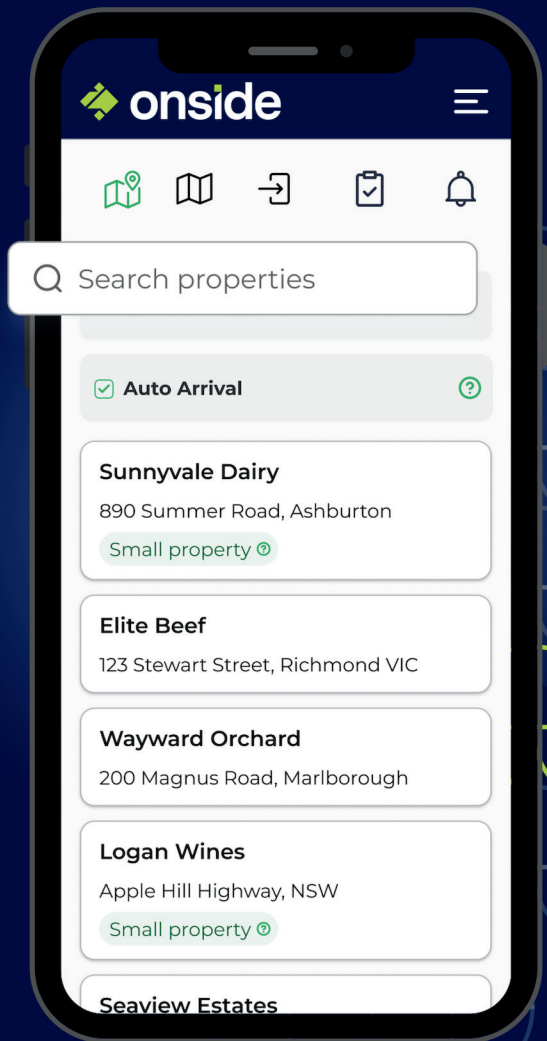 onside
Search properties
Auto Arrival
Sunnyvale Dairy
890 Summer Road, Ashburton
Small property
Elite Beef
123 Stewart Street, Richmond VIC
Wayward Orchard
200 Magnus Road, Marlborough
Logan Wines
Apple Hill Highway, NSW
Small property
Seaview Estates